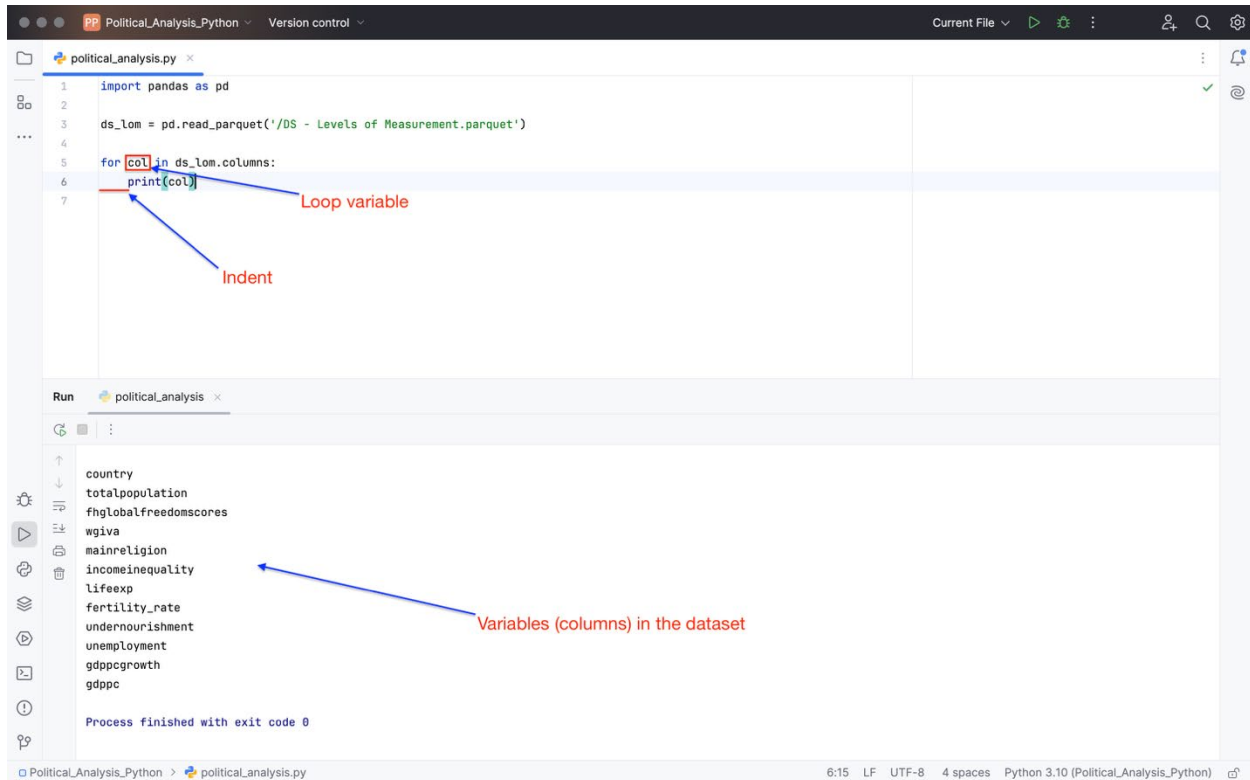 PP Political_Analysis_Python Version control Current File
political_analysis.py
1 import pandas as pd
2
3 ds_lom = pd.read_parquet('/DS - Levels of Measurement.parquet')
4
5 for col in ds_lom.columns:
6 print(col)
7
Loop variable
Indent
Run political_analysis
country
totalpopulation
fhglobalfreedomscores
wgiva
mainreligion
incomeinequality
lifeexp
fertility_rate
undernourishment
unemployment
gdppcgrowth
gdppc
Variables (columns) in the dataset
Process finished with exit code 0
Political_Analysis_Python > political_analysis.py 6:15 LF UTF-8 4 spaces Python 3.10 (Political_Analysis_Python)